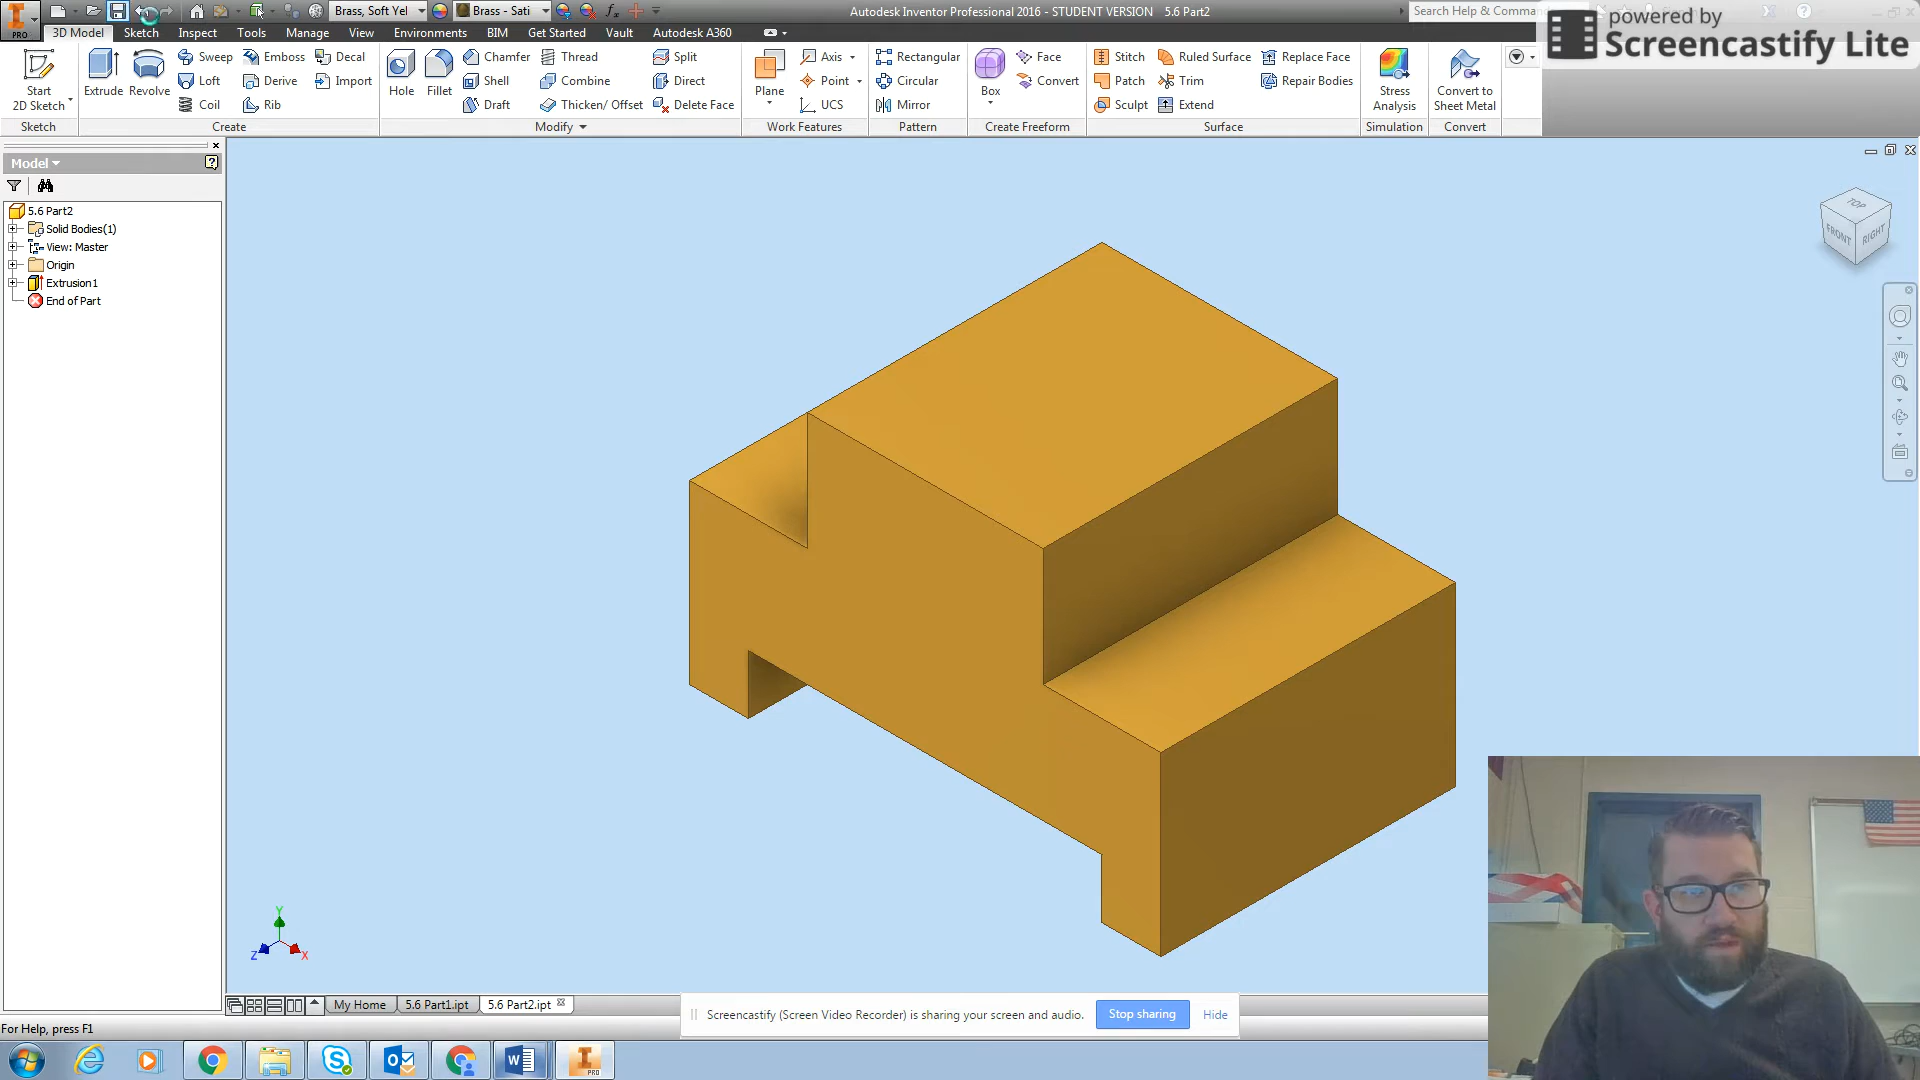 Brass, Soft Yel
Brass - Sati
Autodesk Inventor Professional 2016 - STUDENT VERSION 5.6 Part2
Search Help & Comma
powered by
Screencastify Lite
PRO
3D Model Sketch Inspect Tools Manage View Environments BIM Get Started Vault Autodesk A360
Start
2D Sketch
Extrude
Revolve
Sweep
Loft
Coil
Emboss
Derive
Rib
Decal
Import
Hole
Fillet
Chamfer
Shell
Draft
Thread
Combine
Thicken/ Offset
Split
Direct
Delete Face
Plane
Axis
Point
UCS
Rectangular
Circular
Mirror
Box
Face
Convert
Stitch
Patch
Sculpt
Ruled Surface
Trim
Extend
Replace Face
Repair Bodies
Stress
Analysis
Convert to
Sheet Metal
Sketch Create Modify Work Features Pattern Create Freeform Surface Simulation Convert
Model
5.6 Part2
Solid Bodies(1)
View: Master
Origin
Extrusion1
End of Part
TOP
FRONT
RIGHT
Y
Z
X
My Home 5.6 Part1.ipt 5.6 Part2.ipt
Screencastify (Screen Video Recorder) is sharing your screen and audio.
Stop sharing
Hide
For Help, press F1
PRO